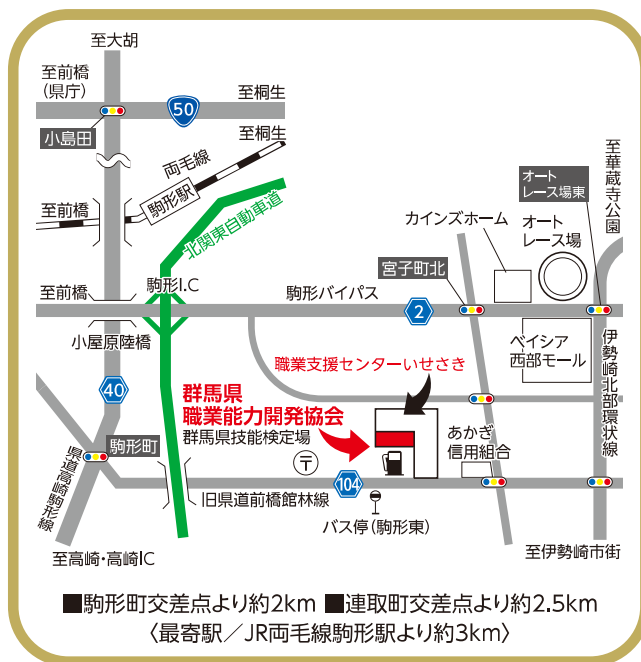 至大胡
至前橋
(県庁)
50
至桐生
小島田
至桐生
両毛線
駒形駅
至前橋
北関東自動車道
至華蔵寺公園
オート
レース場東
オート
レース場
カインズホーム
宮子町北
駒形I.C
至前橋
駒形バイパス
2
小屋原陸橋
ベイシア
西部モール
伊勢崎北部環状線
職業支援センターいせさき
40
群馬県
職業能力開発協会
群馬県技能検定場
駒形町
あかぎ
信用組合
〒
県道高崎駒形線
104
旧県道前橋館林線
バス停(駒形東)
至高崎・高崎IC
至伊勢崎市街
■駒形町交差点より約2km ■連取町交差点より約2.5km
〈最寄駅／JR両毛線駒形駅より約3km〉